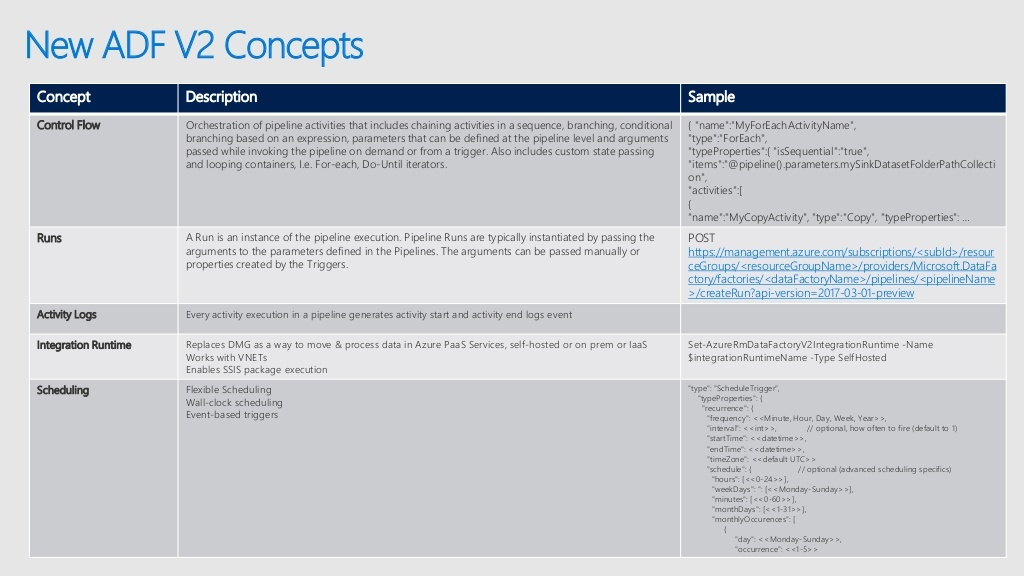 New ADF V2 Concepts
Concept
Description
Sample
Control Flow
Orchestration of pipeline activities that includes chaining activities in a sequence, branching, conditional
branching based on an expression, parameters that can be defined at the pipeline level and arguments
passed while invoking the pipeline on demand or from a trigger. Also includes custom state passing
and looping containers, I.e. For-each, Do-Until iterators.
{ "name":"MyForEachActivityName",
"type":"ForEach",
"typeProperties":{ "isSequential":"true",
"items":"@pipeline().parameters.mySinkDatasetFolderPathCollecti
on",
"activities":[
{
"name":"MyCopyActivity", "type":"Copy", "typeProperties": ...
Runs
A Run is an instance of the pipeline execution. Pipeline Runs are typically instantiated by passing the
arguments to the parameters defined in the Pipelines. The arguments can be passed manually or
properties created by the Triggers.
POST
https://management.azure.com/subscriptions/<subId>/resour
ceGroups/<resourceGroupName>/providers/Microsoft.DataFa
ctory/factories/<dataFactoryName>/pipelines/<pipelineName
>/createRun?api-version=2017-03-01-preview
Activity Logs
Every activity execution in a pipeline generates activity start and activity end logs event
Integration Runtime
Replaces DMG as a way to move & process data in Azure PaaS Services, self-hosted or on prem or IaaS
Works with VNETs
Enables SSIS package execution
Set-AzureRmDataFactoryV2IntegrationRuntime -Name
$integrationRuntimeName -Type SelfHosted
Scheduling
Flexible Scheduling
Wall-clock scheduling
Event-based triggers
"type": "ScheduleTrigger",
"typeProperties": {
"recurrence": {
"frequency": <<Minute, Hour, Day, Week, Year>>,
"interval": <<int>>, // optional, how often to fire (default to 1)
"startTime": <<datetime>>,
"endTime": <<datetime>>,
"timeZone": <<default UTC>>
"schedule": { // optional (advanced scheduling specifics)
"hours": [<<0-24>>],
"weekDays": ": [<<Monday-Sunday>>],
"minutes": [<<0-60>>],
"monthDays": [<<1-31>>],
"monthlyOccurences": [
{
"day": <<Monday-Sunday>>,
"occurrence": <<1-5>>